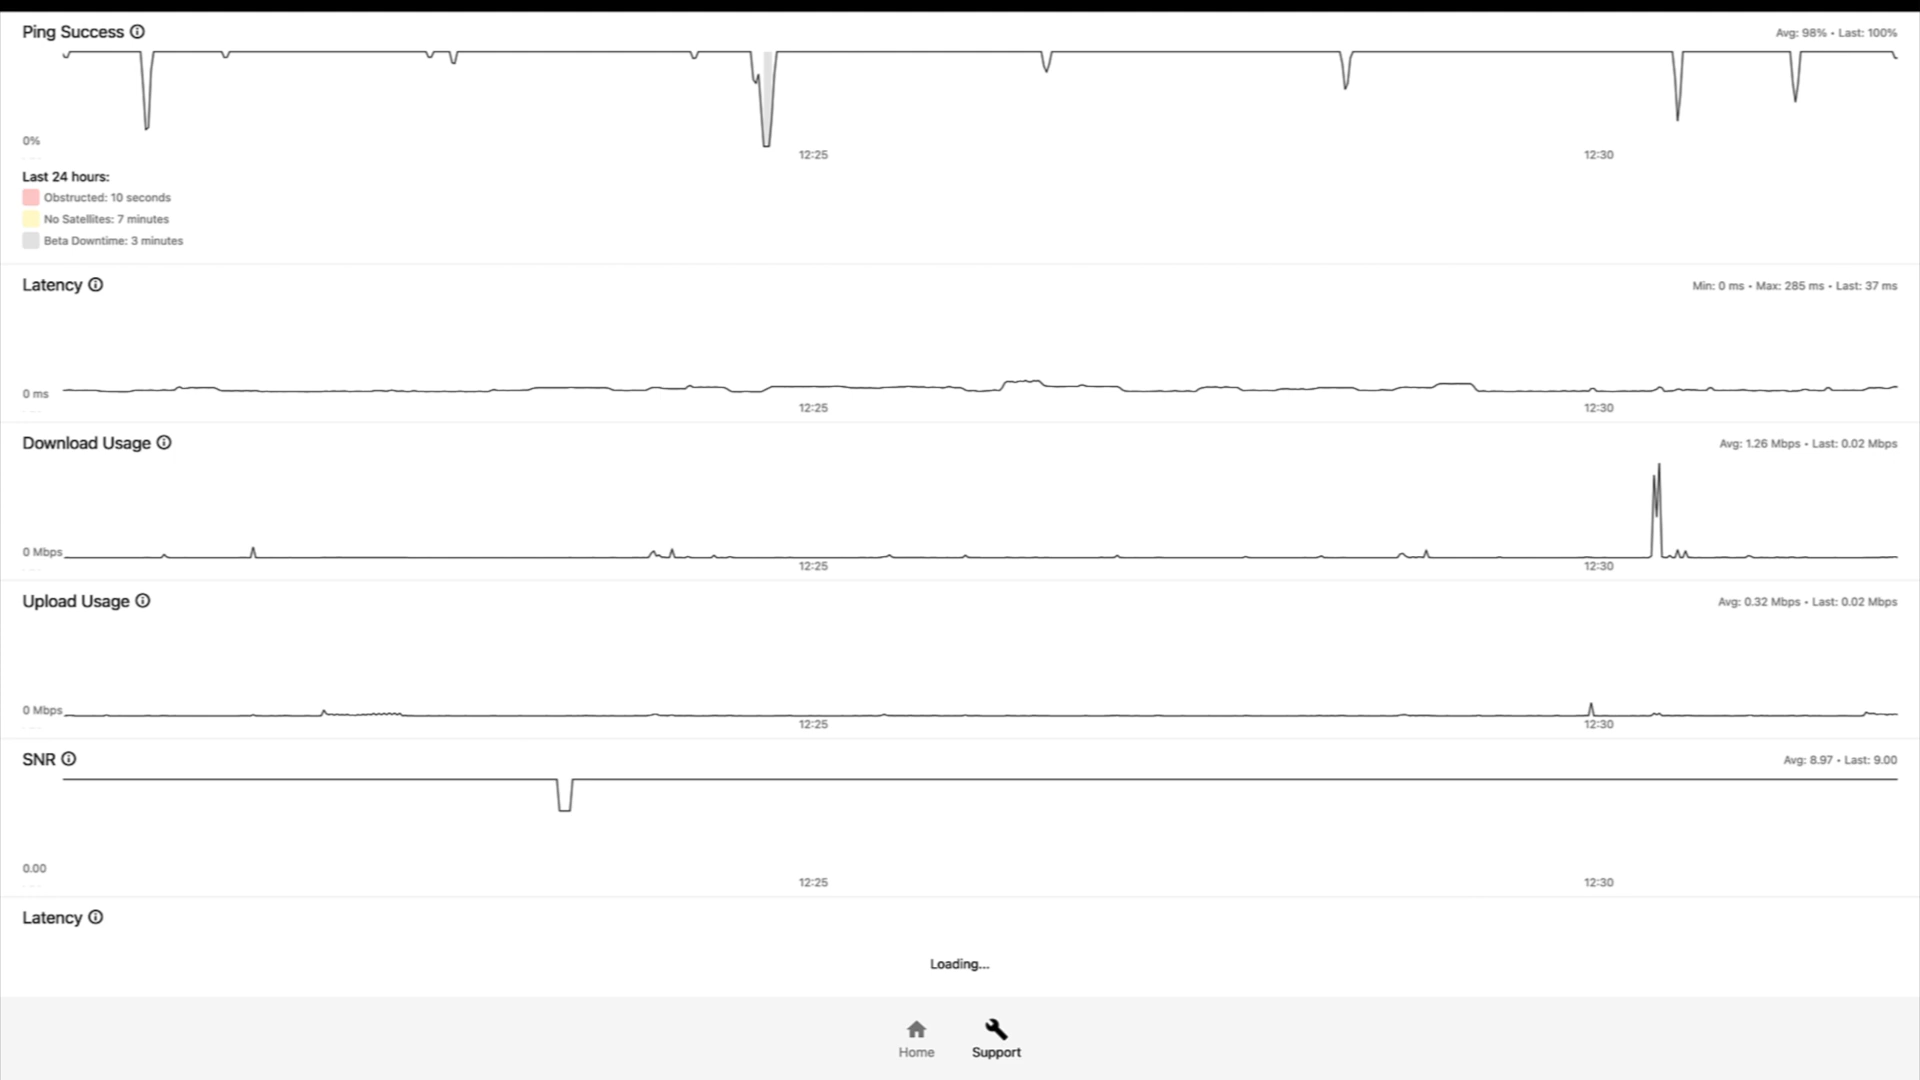 Ping Success
Avg: 98% • Last: 100%
0%
12:25
12:30
Last 24 hours:
Obstructed: 10 seconds
No Satellites: 7 minutes
Beta Downtime: 3 minutes
Latency
Min: 0 ms • Max: 285 ms • Last: 37 ms
0 ms
12:25
12:30
Download Usage
Avg: 1.26 Mbps • Last: 0.02 Mbps
0 Mbps
12:25
12:30
Upload Usage
Avg: 0.32 Mbps • Last: 0.02 Mbps
0 Mbps
12:25
12:30
SNR
Avg: 8.97 • Last: 9.00
0.00
12:25
12:30
Latency
Loading...
Home
Support